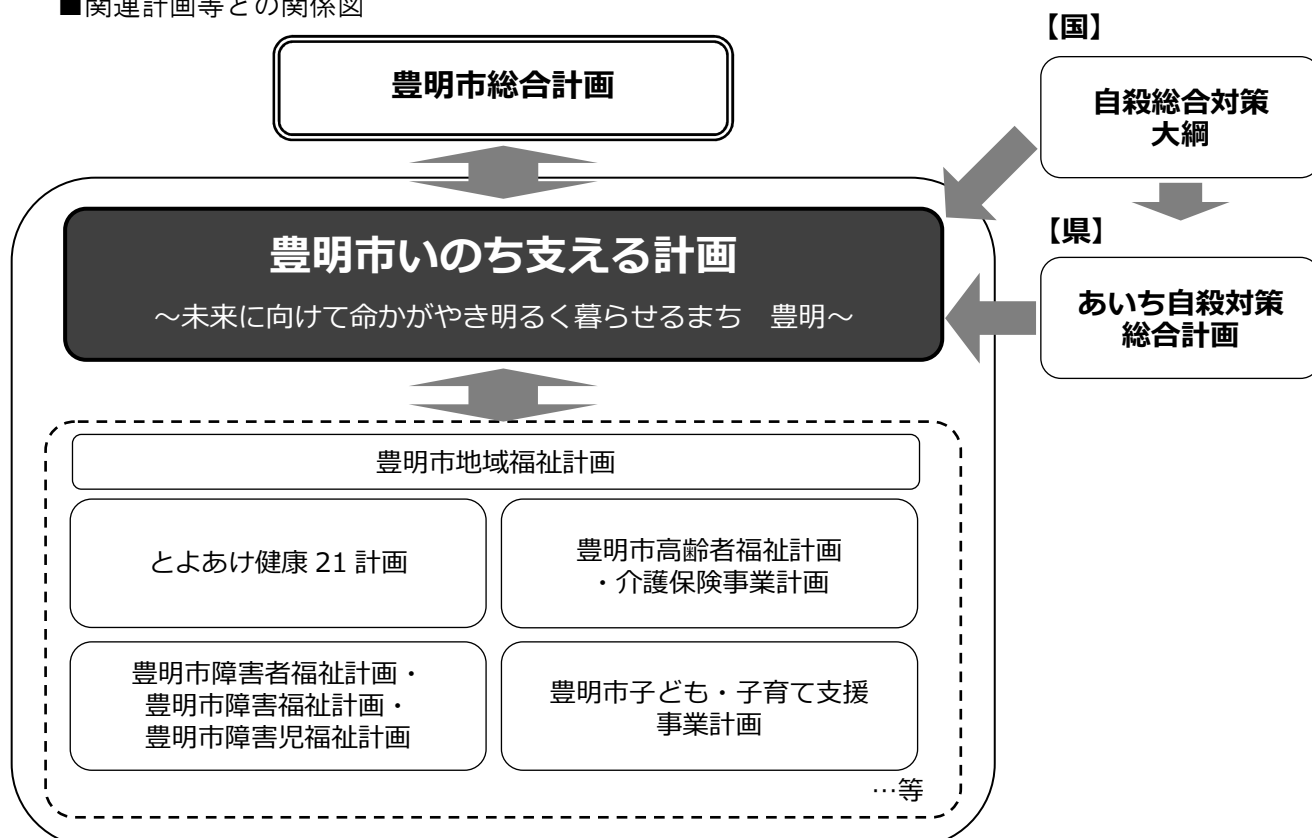 ■関連計画等との関係図
豊明市総合計画
【国】
自殺総合対策
大綱
【県】
あいち自殺対策
総合計画
豊明市いのち支える計画
～未来に向けて命かがやき明るく暮らせるまち　豊明～
豊明市地域福祉計画
とよあけ健康 21 計画
豊明市高齢者福祉計画
・介護保険事業計画
豊明市障害者福祉計画・
豊明市障害福祉計画・
豊明市障害児福祉計画
豊明市子ども・子育て支援
事業計画
…等